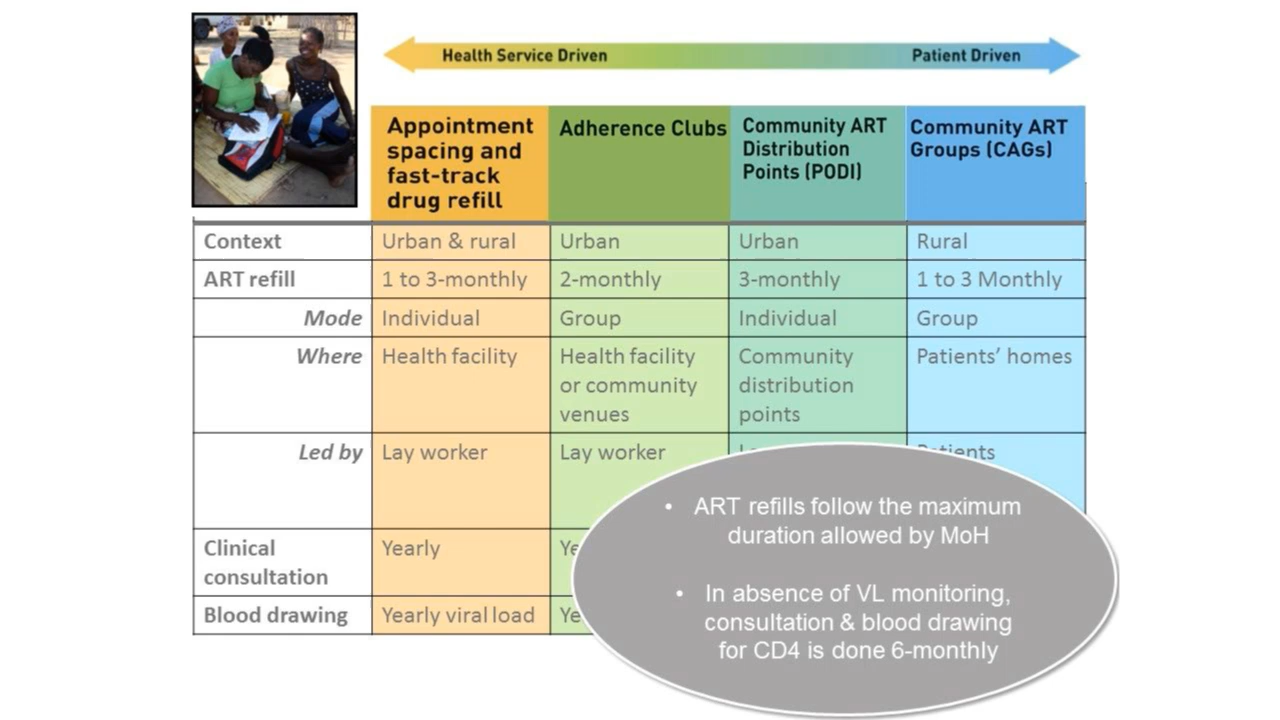 Health Service Driven
Patient Driven
Appointment
spacing and
fast-track
drug refill
Adherence Clubs
Community ART
Distribution
Points (PODI)
Community ART
Groups (CAGs)
Context
Urban & rural
Urban
Urban
Rural
ART refill
1 to 3-monthly
2-monthly
3-monthly
1 to 3 Monthly
Mode
Individual
Group
Individual
Group
Where
Health facility
Health facility
or community
venues
Community
distribution
points
Patients’ homes
Led by
Lay worker
Lay worker
Patients
Clinical
consultation
Yearly
Blood drawing
Yearly viral load
• ART refills follow the maximum
duration allowed by MoH
• In absence of VL monitoring,
consultation & blood drawing
for CD4 is done 6-monthly